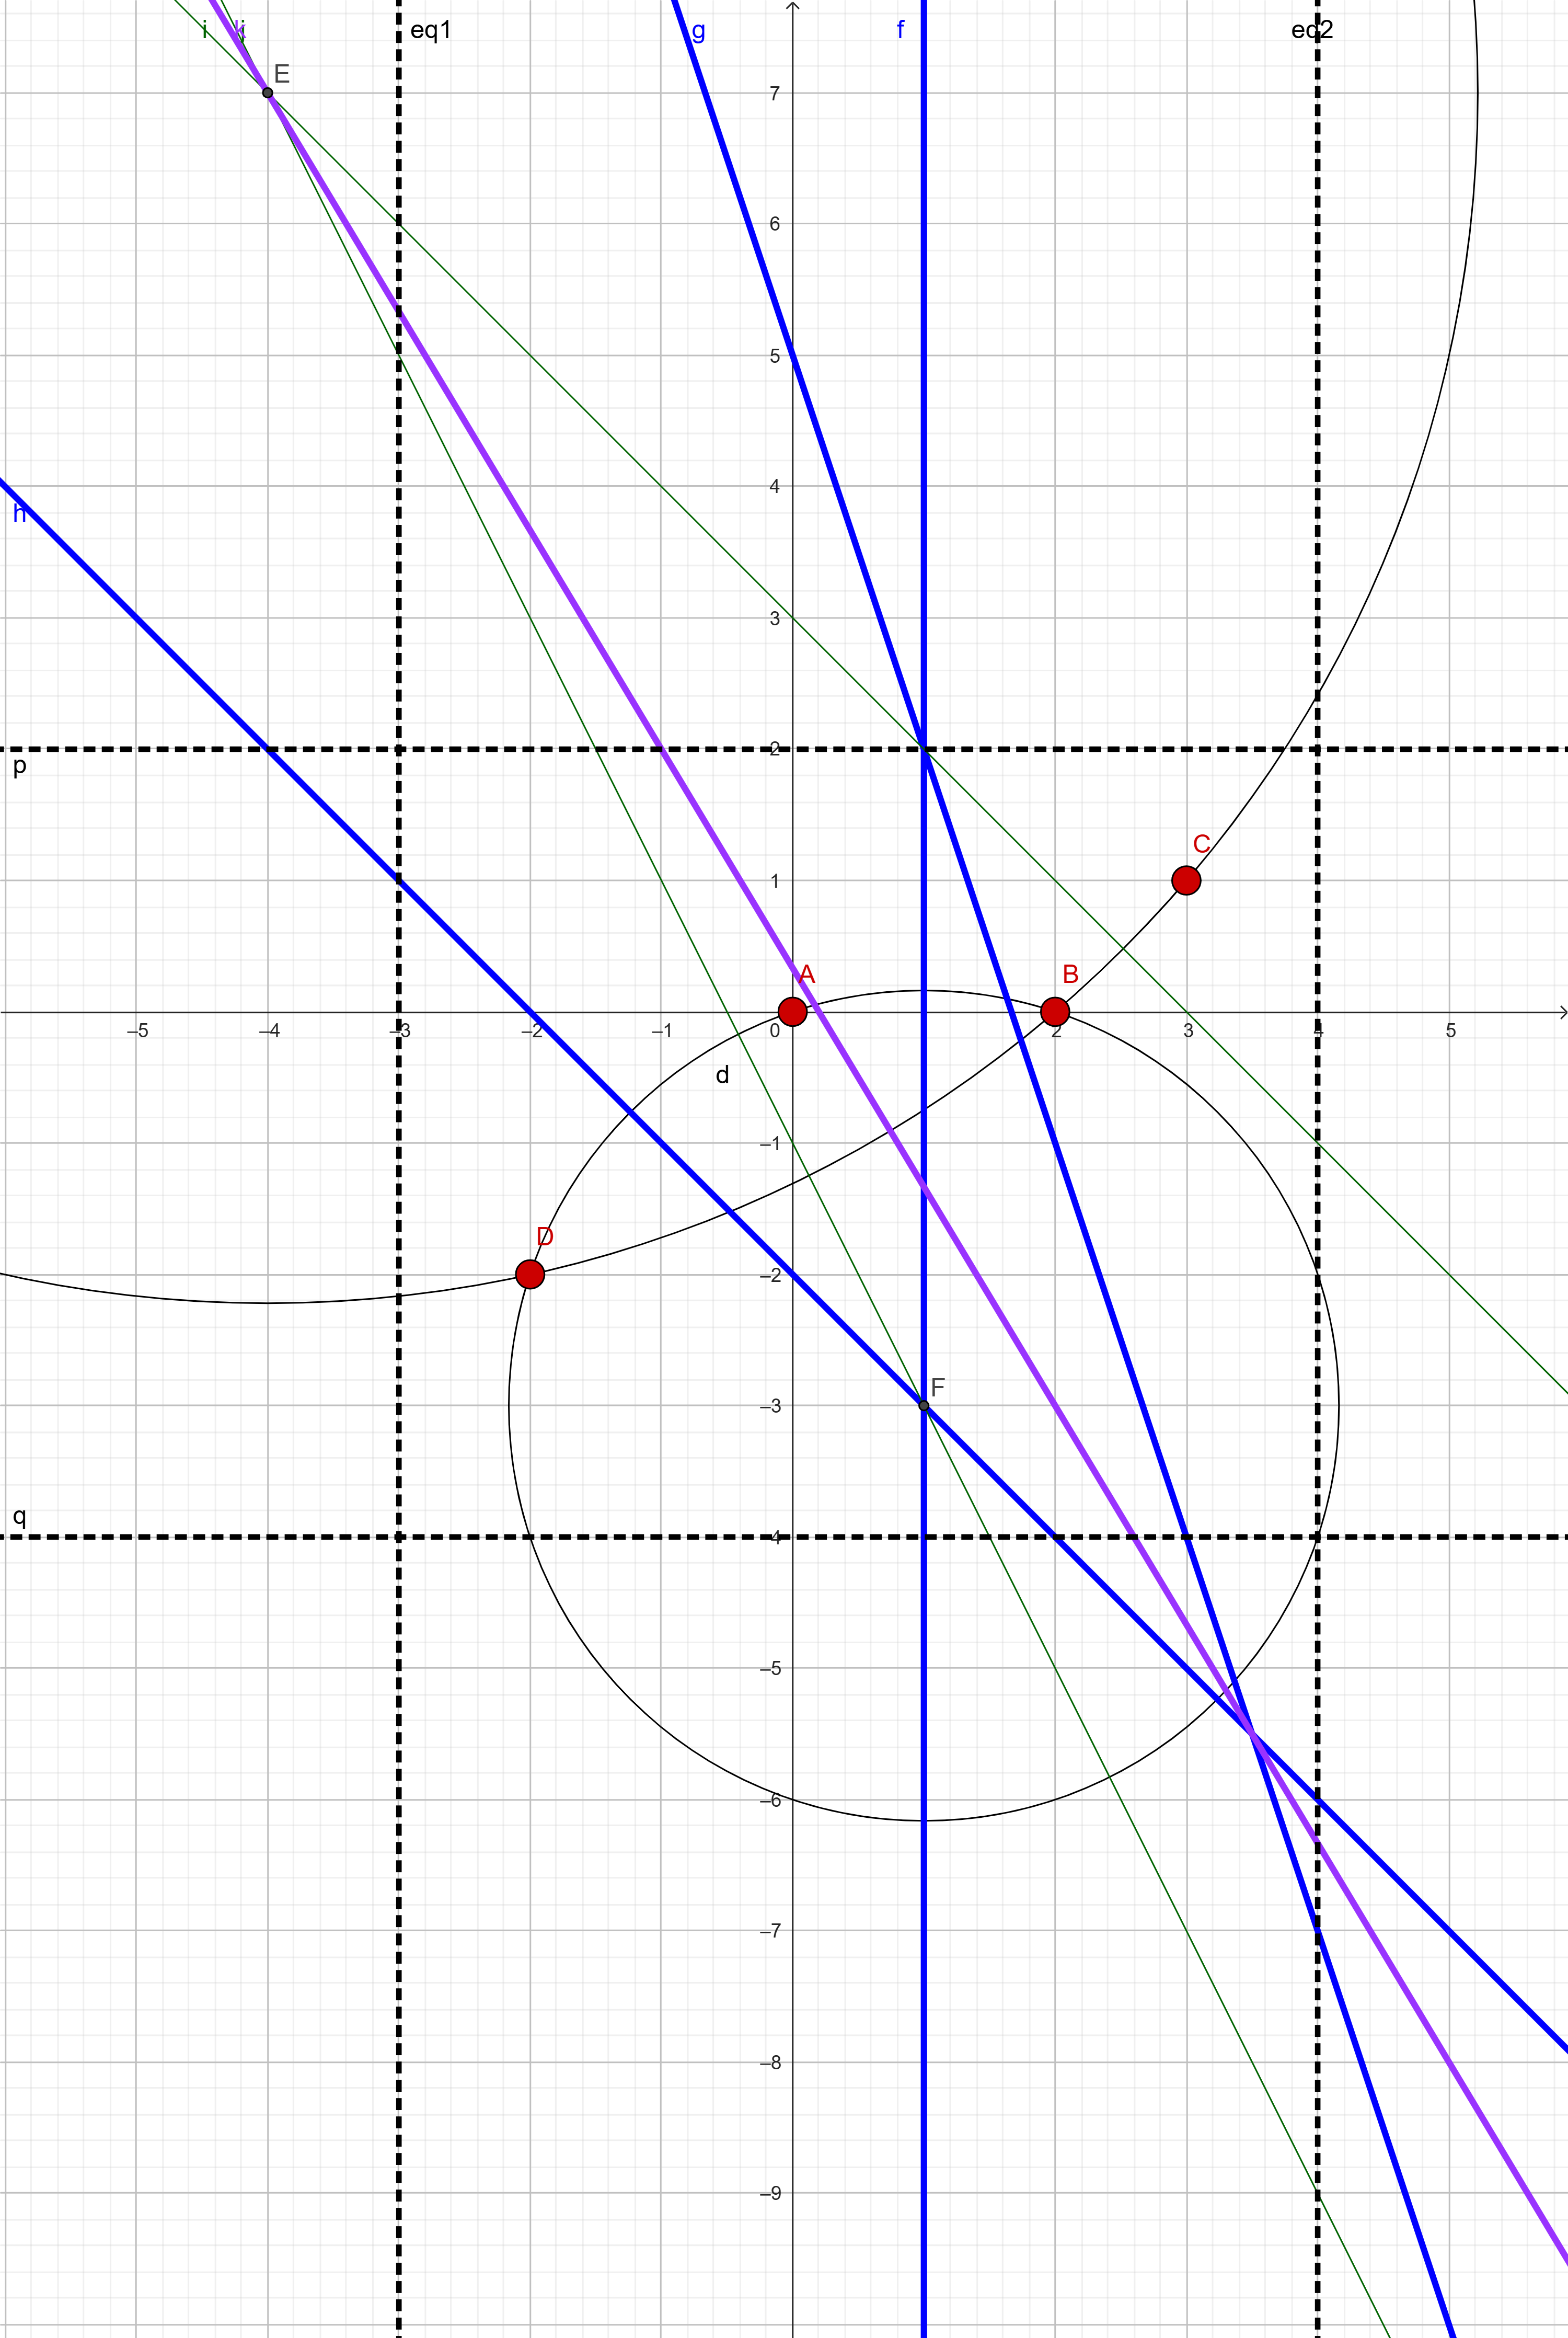 i k j eq1 g f eq2
E
7
6
5
4
h
3
2
p
C
1
A B
–5 –4 –3 –2 –1 0 2 3 4 5
d
–1
D
–2
F
–3
q
–4
–5
–6
–7
–8
–9